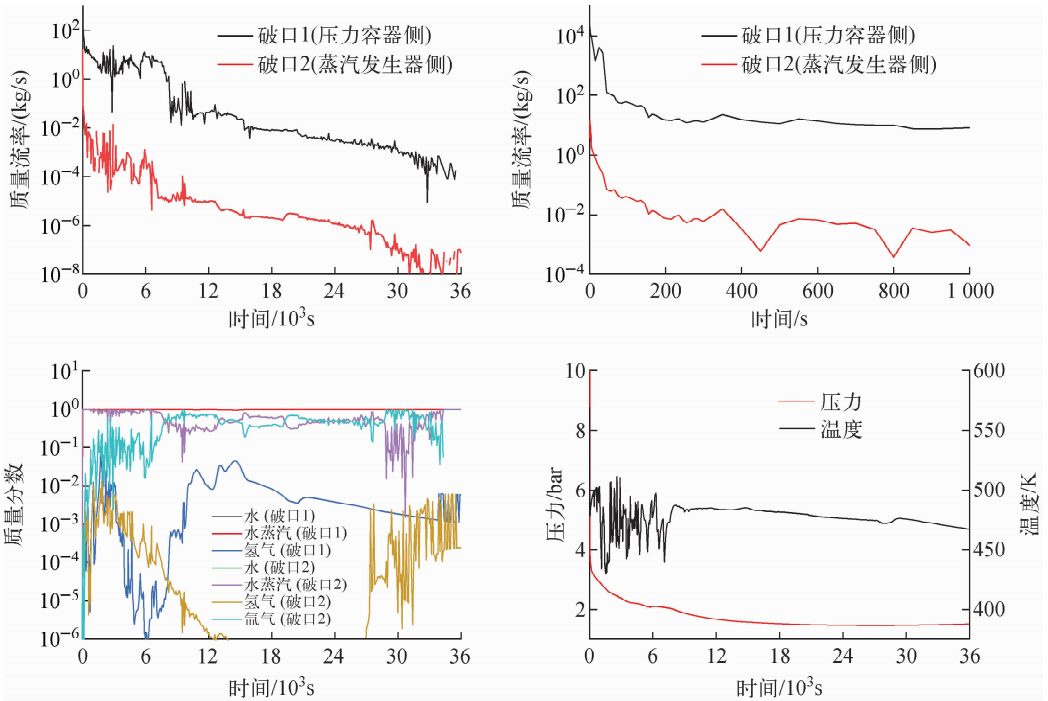 质量流率/(kg/s)
10²
10⁰
10⁻²
10⁻⁴
10⁻⁶
10⁻⁸
破口1(压力容器侧)
破口2(蒸汽发生器侧)
0 6 12 18 24 30 36
时间/10³s
质量流率/(kg/s)
10⁴
10²
10⁰
10⁻²
10⁻⁴
破口1(压力容器侧)
破口2(蒸汽发生器侧)
0 200 400 600 800 1 000
时间/s
质量分数
10¹
10⁰
10⁻¹
10⁻²
10⁻³
10⁻⁴
10⁻⁵
10⁻⁶
水 (破口1)
水蒸汽 (破口1)
氢气 (破口1)
水 (破口2)
水蒸汽 (破口2)
氢气 (破口2)
氩气 (破口2)
0 6 12 18 24 30 36
时间/10³s
压力/bar
10
8
6
4
2
压力
温度
600
550
500
450
400
温度/K
0 6 12 18 24 30 36
时间/10³s